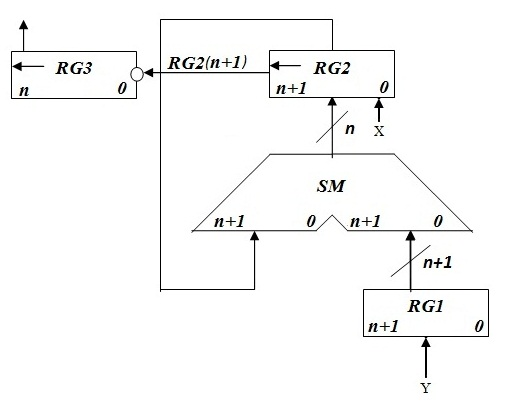 RG3
n 0
RG2(n+1)
RG2
n+1 0
n
X
SM
n+1 0 n+1 0
n+1
RG1
n+1 0
Y